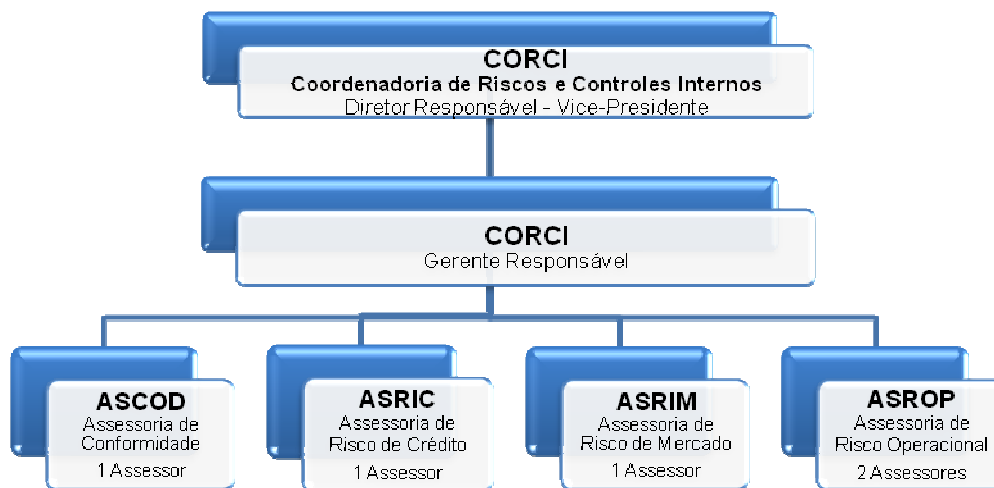 CORCI
Coordenadoria de Riscos e Controles Internos
Diretor Responsável - Vice-Presidente
CORCI
Gerente Responsável
ASCOD
Assessoria de
Conformidade
1 Assessor
ASRIC
Assessoria de
Risco de Crédito
1 Assessor
ASRIM
Assessoria de
Risco de Mercado
1 Assessor
ASROP
Assessoria de
Risco Operacional
2 Assessores